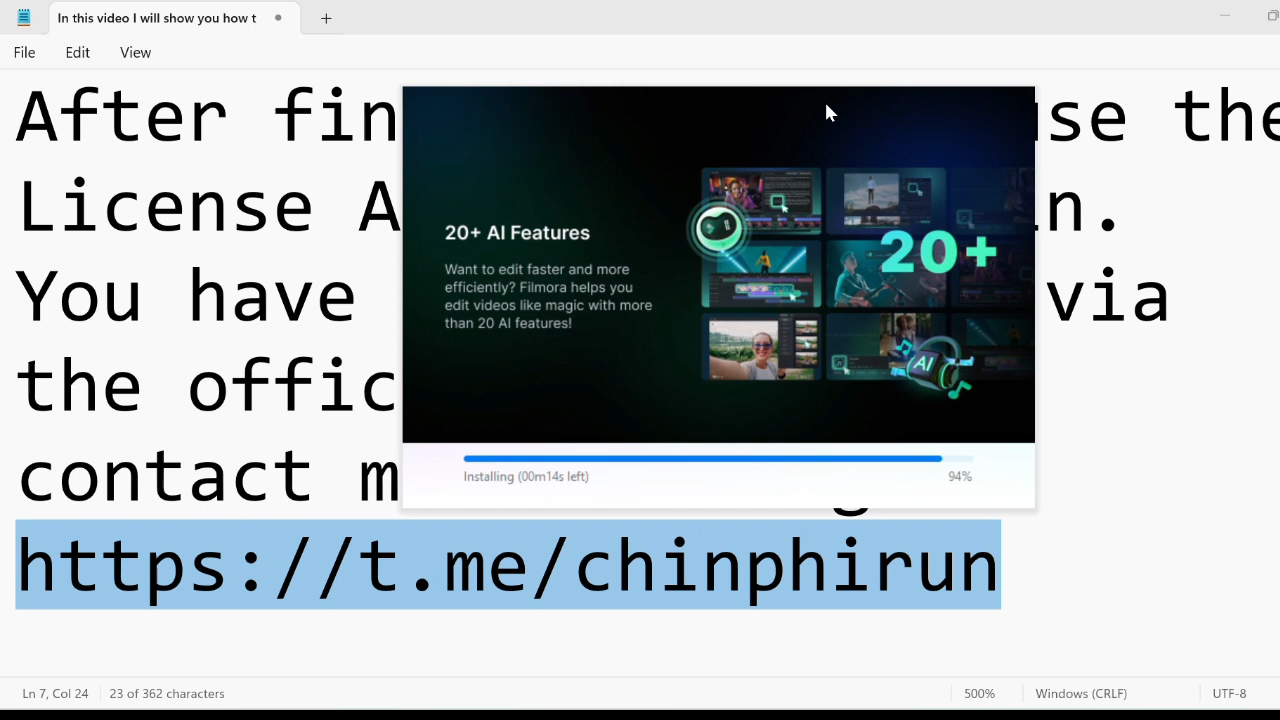 In this video I will show you how t
File Edit View
After fin
use the
License A
in.
You have
via
the offic
contact m
https://t.me/chinphirun
20+ AI Features
Want to edit faster and more
efficiently? Filmora helps you
edit videos like magic with more
than 20 AI features!
20+
AI
Installing (00m14s left) 94%
Ln 7, Col 24 23 of 362 characters 500% Windows (CRLF) UTF-8